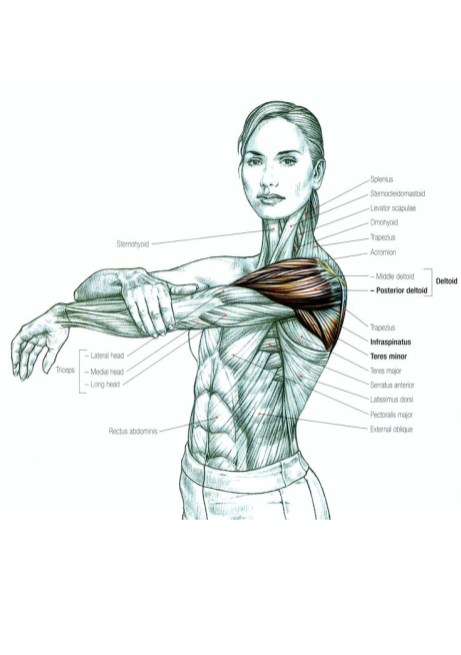 Splenius
Sternocleidomastoid
Levator scapulae
Omohyoid
Trapezius
Acromion
Sternohyoid
– Middle deltoid
– Posterior deltoid
Deltoid
Trapezius
Infraspinatus
Teres minor
Teres major
Serratus anterior
Latissimus dorsi
Pectoralis major
External oblique
Triceps
– Lateral head
– Medial head
– Long head
Rectus abdominis